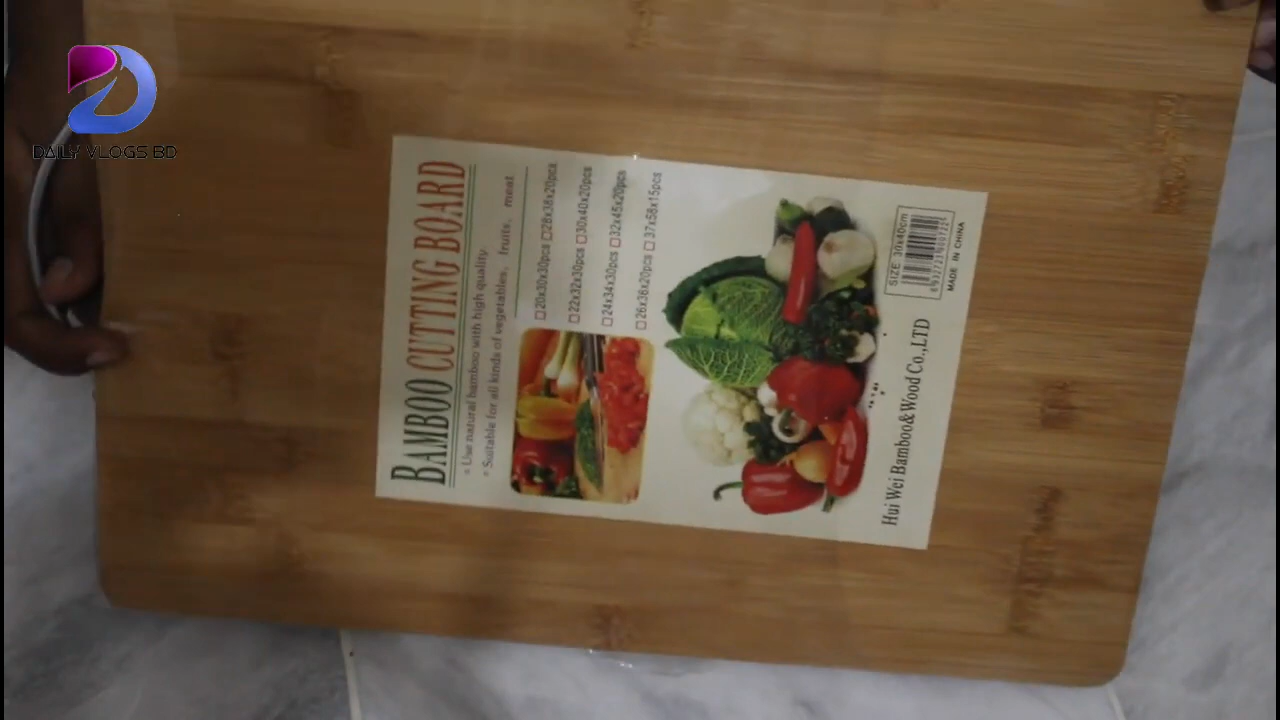 DAILY VLOGS BD
BAMBOO CUTTING BOARD
Use natural bamboo with high quality
Suitable for all kinds of vegetables, fruits, meat
□20x30x30pcs □28x38x20pcs
□22x32x30pcs □30x40x20pcs
□24x34x30pcs □32x45x20pcs
□26x36x20pcs □37x58x15pcs
SIZE 30x40cm
MADE IN CHINA
Hui Wei Bamboo&Wood Co.,LTD